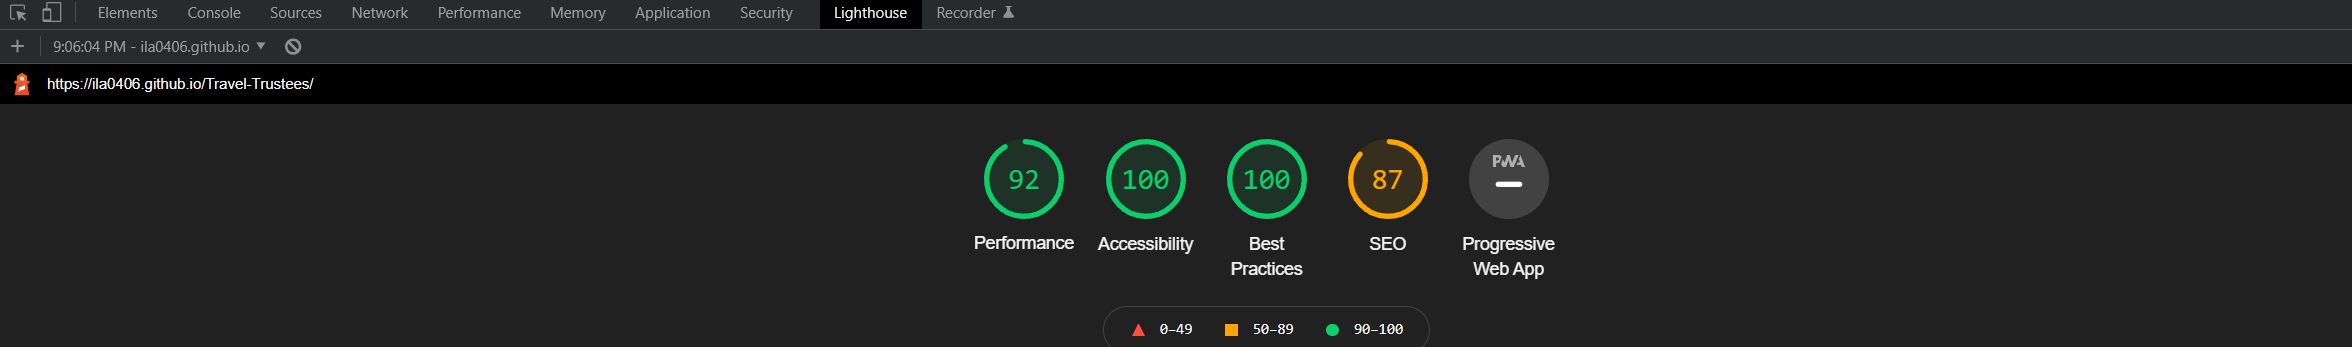 Elements Console Sources Network Performance Memory Application Security Lighthouse Recorder
9:06:04 PM - ila0406.github.io
https://ila0406.github.io/Travel-Trustees/
92 100 100 87 PWA
Performance Accessibility Best Practices SEO Progressive Web App
0–49 50–89 90–100